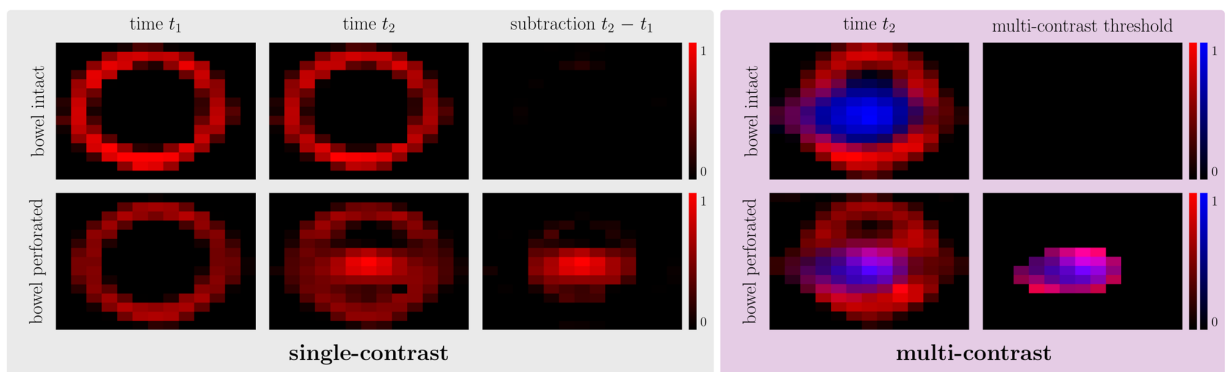 time t₁
time t₂
subtraction t₂ − t₁
time t₂
multi-contrast threshold
bowel intact
1
0
bowel intact
1
0
bowel perforated
1
0
bowel perforated
1
0
single-contrast
multi-contrast